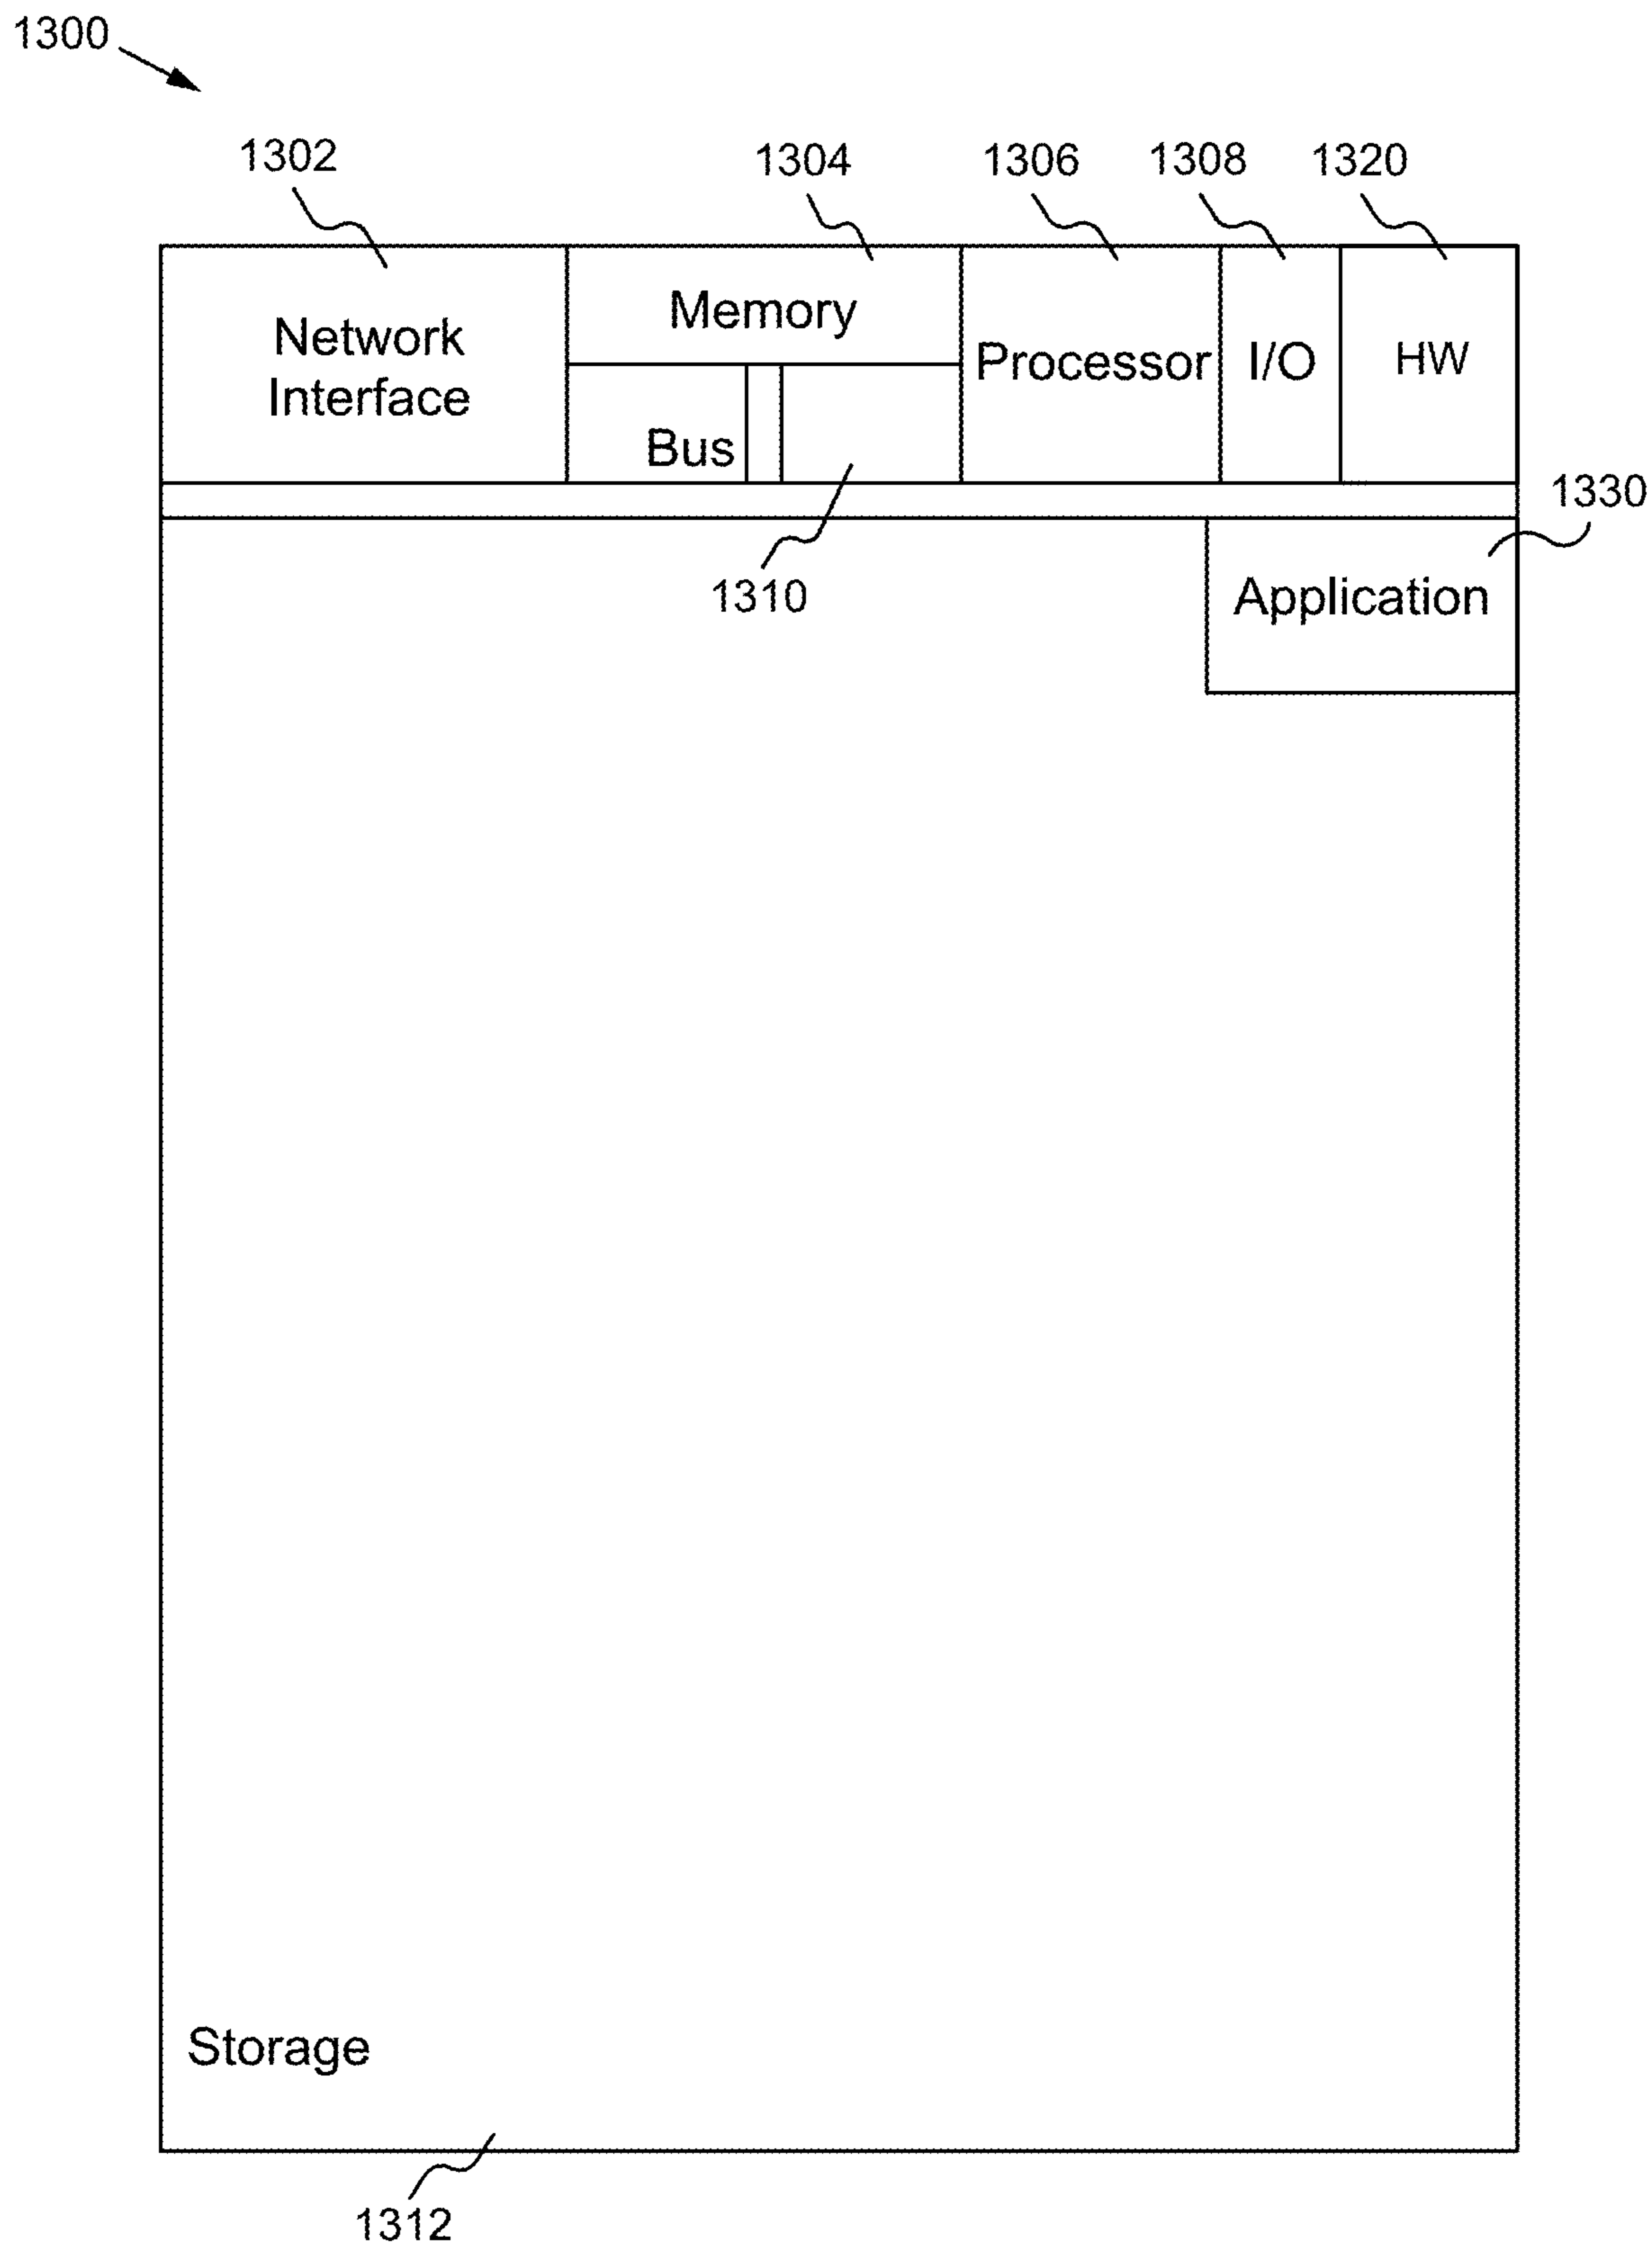 1300
1302
1304
1306
1308
1320
Network
Interface
Memory
Processor
I/O
HW
Bus
1330
1310
Application
Storage
1312